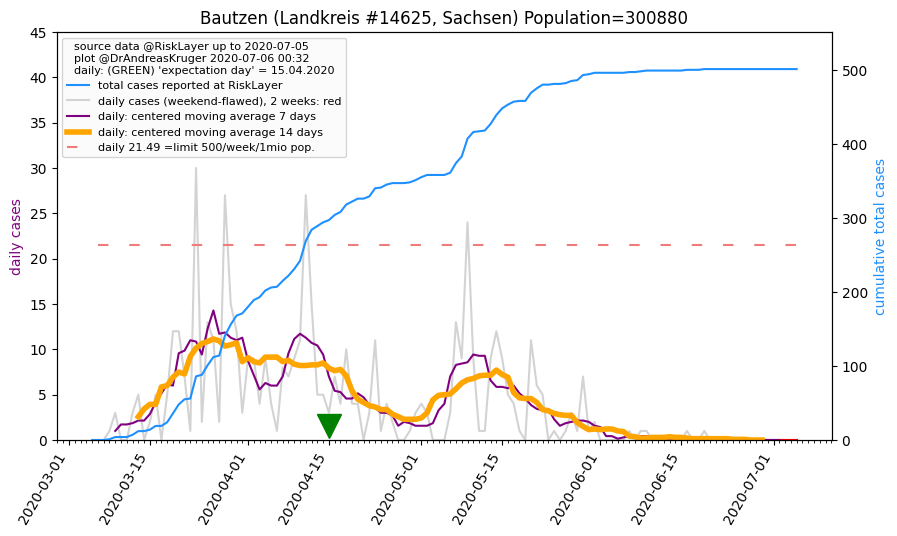 Bautzen (Landkreis #14625, Sachsen) Population=300880
source data @RiskLayer up to 2020-07-05
plot @DrAndreasKruger 2020-07-06 00:32
daily: (GREEN) 'expectation day' = 15.04.2020
total cases reported at RiskLayer
daily cases (weekend-flawed), 2 weeks: red
daily: centered moving average 7 days
daily: centered moving average 14 days
daily 21.49 =limit 500/week/1mio pop.
daily cases
45
40
35
30
25
20
15
10
5
0
cumulative total cases
500
400
300
200
100
0
2020-03-01
2020-03-15
2020-04-01
2020-04-15
2020-05-01
2020-05-15
2020-06-01
2020-06-15
2020-07-01